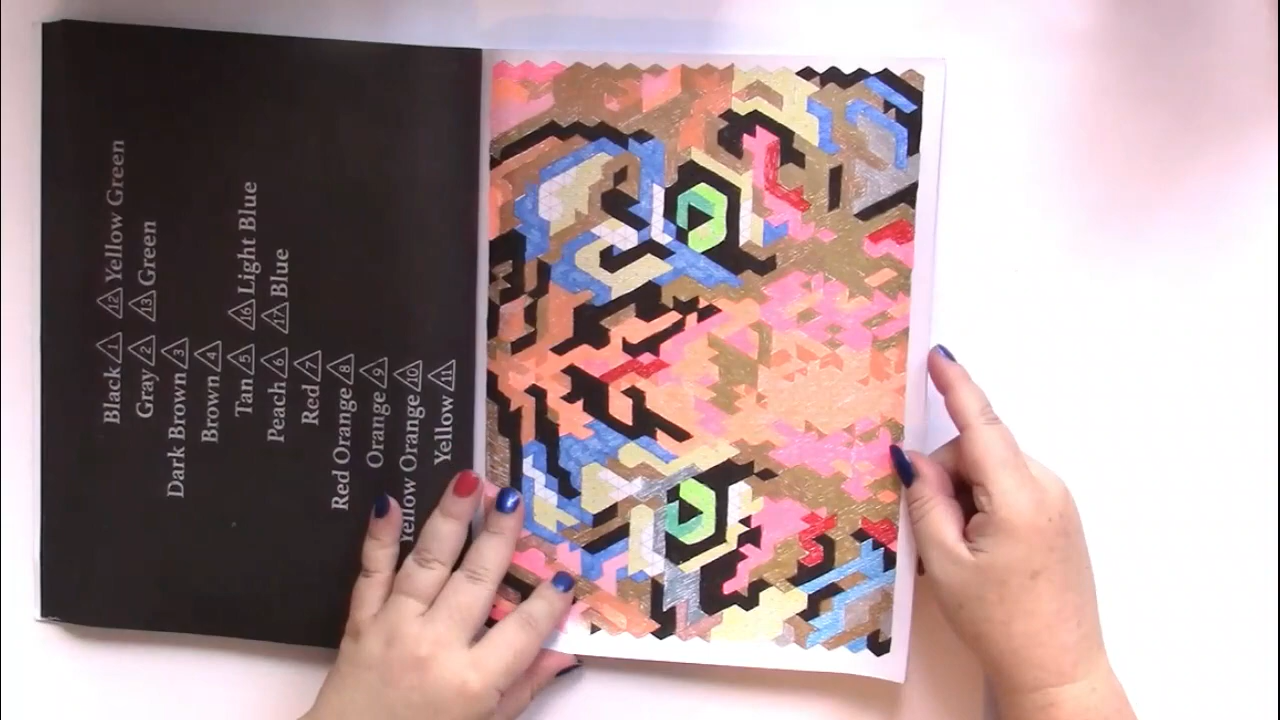 Black 1
Gray 2
Dark Brown 3
Brown 4
Tan 5
Peach 6
Red 7
Red Orange 8
Orange 9
Yellow Orange 10
Yellow 11
12 Yellow Green
13 Green
16 Light Blue
17 Blue